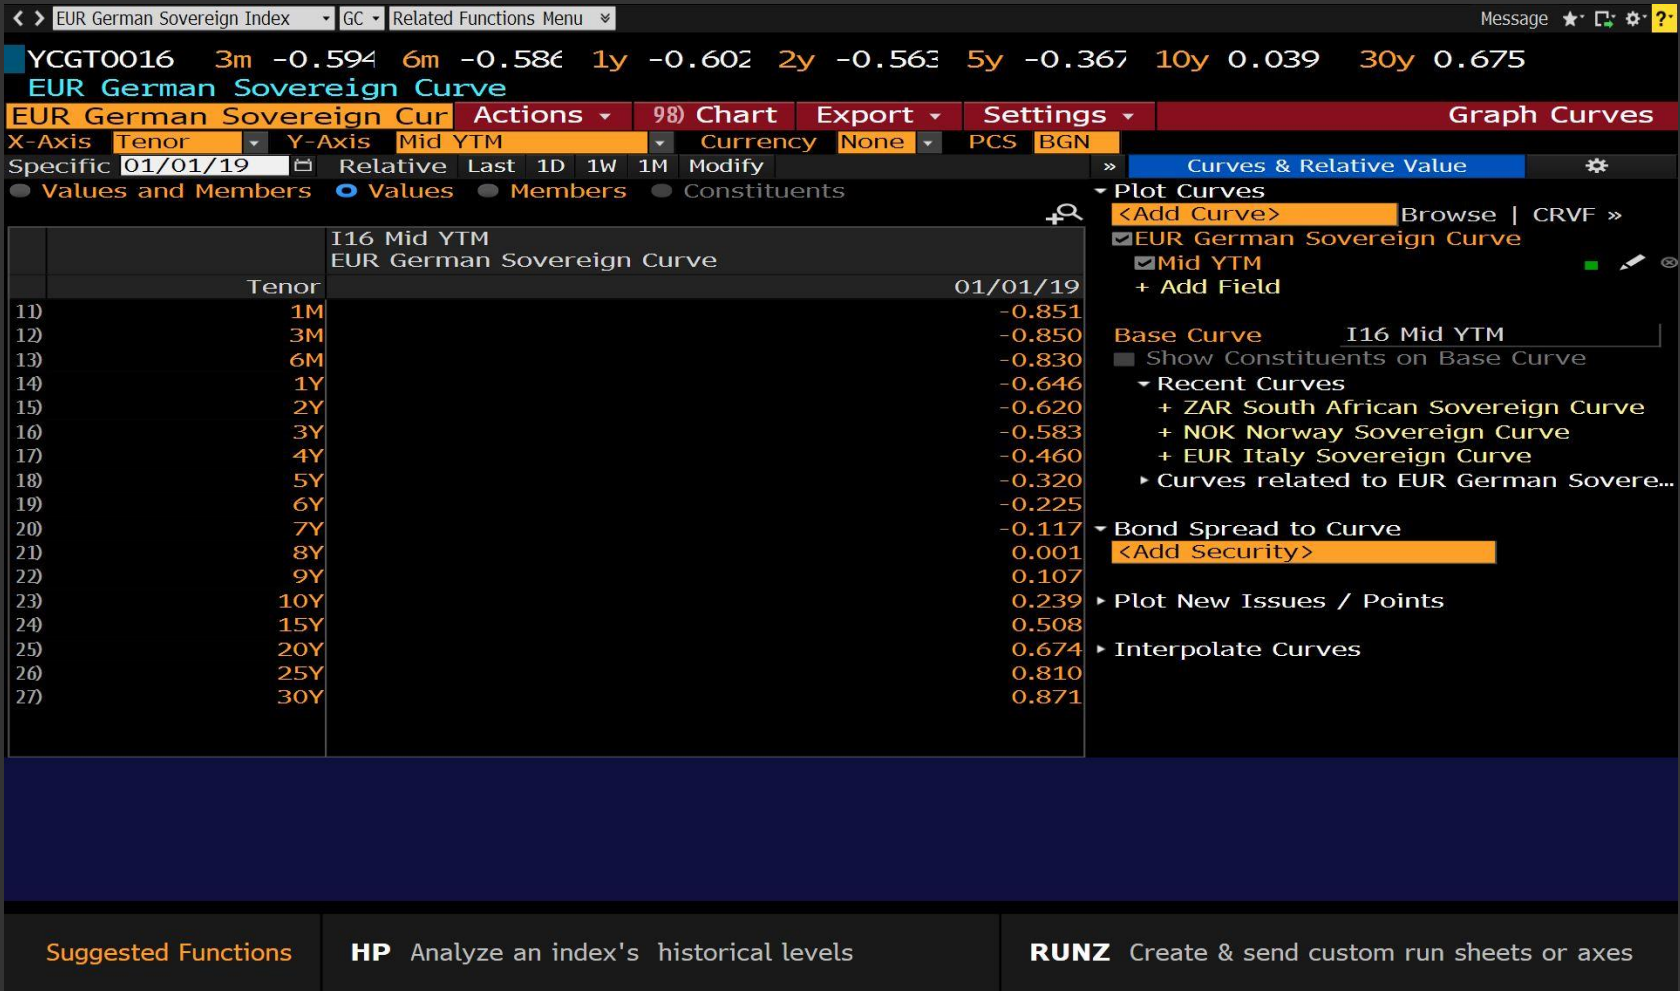 EUR German Sovereign Index GC Related Functions Menu Message ?
YCGT0016 3m -0.594 6m -0.586 1y -0.602 2y -0.563 5y -0.367 10y 0.039 30y 0.675
EUR German Sovereign Curve
EUR German Sovereign Cur Actions 98) Chart Export Settings Graph Curves
X-Axis Tenor Y-Axis Mid YTM Currency None PCS BGN
Specific 01/01/19 Relative Last 1D 1W 1M Modify » Curves & Relative Value
Values and Members Values Members Constituents
I16 Mid YTM
EUR German Sovereign Curve
Tenor 01/01/19
11) 1M -0.851
12) 3M -0.850
13) 6M -0.830
14) 1Y -0.646
15) 2Y -0.620
16) 3Y -0.583
17) 4Y -0.460
18) 5Y -0.320
19) 6Y -0.225
20) 7Y -0.117
21) 8Y 0.001
22) 9Y 0.107
23) 10Y 0.239
24) 15Y 0.508
25) 20Y 0.674
26) 25Y 0.810
27) 30Y 0.871
Plot Curves
<Add Curve> Browse | CRVF »
EUR German Sovereign Curve
Mid YTM
+ Add Field
Base Curve I16 Mid YTM
Show Constituents on Base Curve
Recent Curves
+ ZAR South African Sovereign Curve
+ NOK Norway Sovereign Curve
+ EUR Italy Sovereign Curve
Curves related to EUR German Sovere...
Bond Spread to Curve
<Add Security>
Plot New Issues / Points
Interpolate Curves
Suggested Functions HP Analyze an index's historical levels RUNZ Create & send custom run sheets or axes